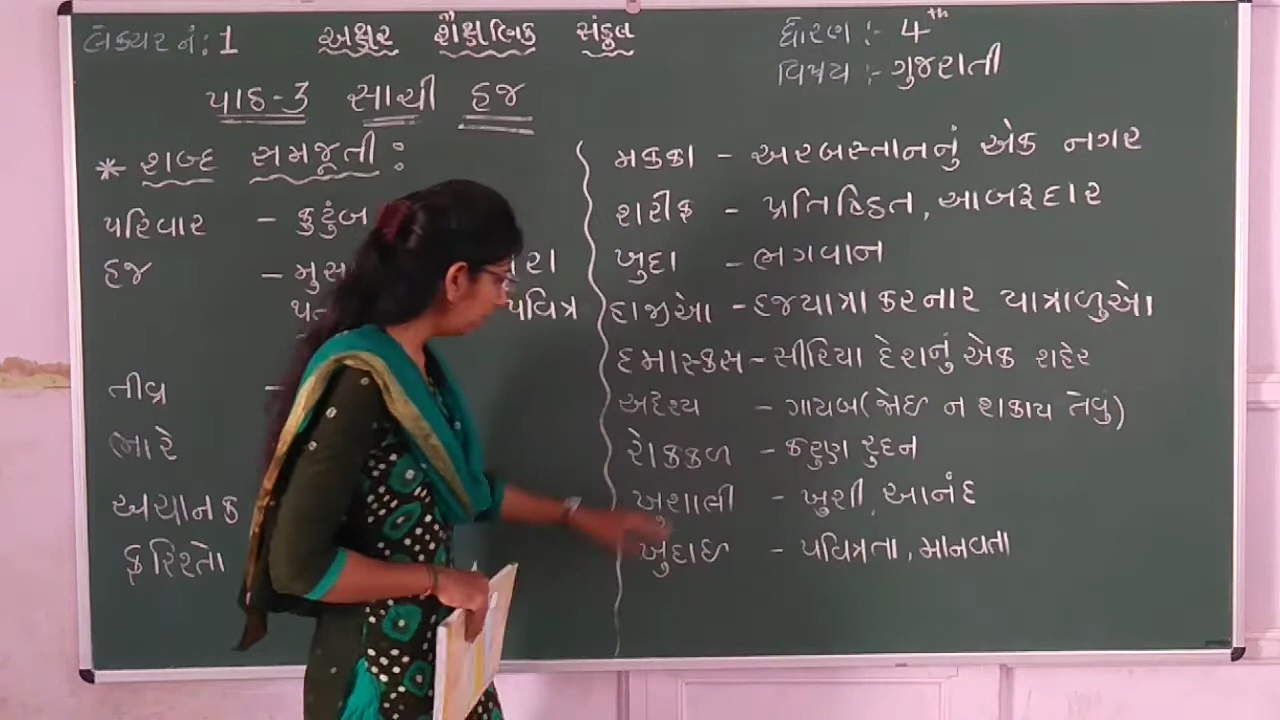 લેક્ચર નં: 1
અક્ષર શૈક્ષણિક સંકુલ
ધોરણ :- 4th
વિષય :- ગુજરાતી
પાઠ-3 સાચી હજ
* શબ્દ સમજૂતી :
પરિવાર - કુટુંબ
હજ -
પવિત્ર
તીવ્ર -
ભારે
અચાનક
ફરિશ્તો
મક્કા - અરબસ્તાનનું એક નગર
શરીફ - પ્રતિષ્ઠિત, આબરૂદાર
ખુદા - ભગવાન
હાજીઓ - હજયાત્રા કરનાર યાત્રાળુઓ
દમાસ્કસ - સીરિયા દેશનું એક શહેર
અદૃશ્ય - ગાયબ(જોઈ ન શકાય તેવું)
રોકકળ - કરુણ રુદન
ખુશાલી - ખુશી, આનંદ
ખુદાઈ - પવિત્રતા, માનવતા